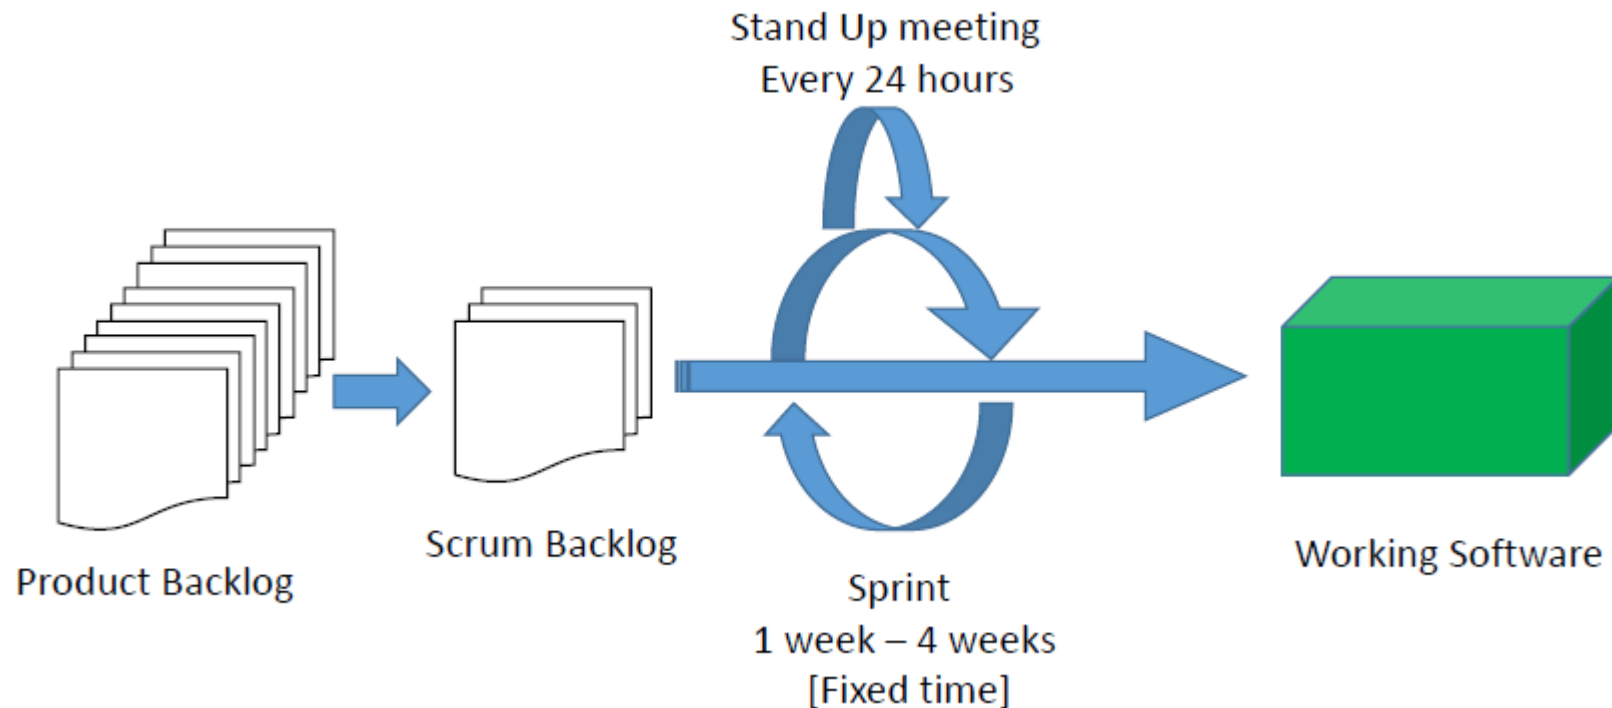 Stand Up meeting
Every 24 hours
Product Backlog
Scrum Backlog
Sprint
1 week – 4 weeks
[Fixed time]
Working Software